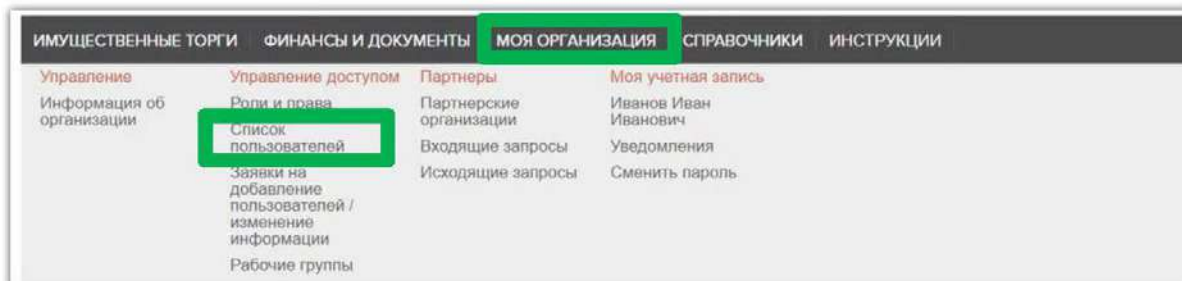 ИМУЩЕСТВЕННЫЕ ТОРГИ ФИНАНСЫ И ДОКУМЕНТЫ МОЯ ОРГАНИЗАЦИЯ СПРАВОЧНИКИ ИНСТРУКЦИИ
Управление
Информация об
организации
Управление доступом
Роли и права
Список
пользователей
Заявки на
добавление
пользователей /
изменение
информации
Рабочие группы
Партнеры
Партнерские
организации
Входящие запросы
Исходящие запросы
Моя учетная запись
Иванов Иван
Иванович
Уведомления
Сменить пароль